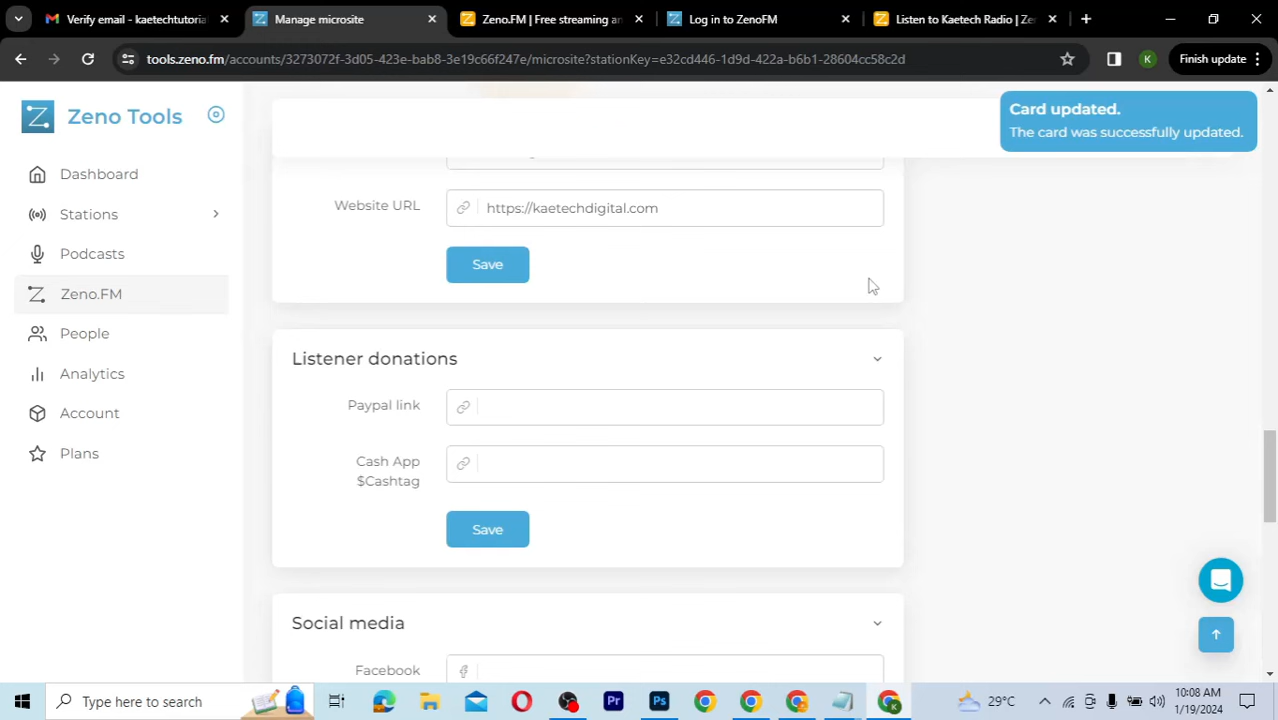 Verify email - kaetechtutoria
Manage microsite
Zeno.FM | Free streaming an
Log in to ZenoFM
Listen to Kaetech Radio | Zen
tools.zeno.fm/accounts/3273072f-3d05-423e-bab8-3e19c66f247e/microsite?stationKey=e32cd446-1d9d-422a-b6b1-28604cc58c2d
K
Finish update
Zeno Tools
Card updated.
The card was successfully updated.
Dashboard
Stations
Podcasts
Zeno.FM
People
Analytics
Account
Plans
Website URL
https://kaetechdigital.com
Save
Listener donations
Paypal link
Cash App
$Cashtag
Save
Social media
Facebook
Type here to search
Pr
Ps
K
29°C
10:08 AM
1/19/2024